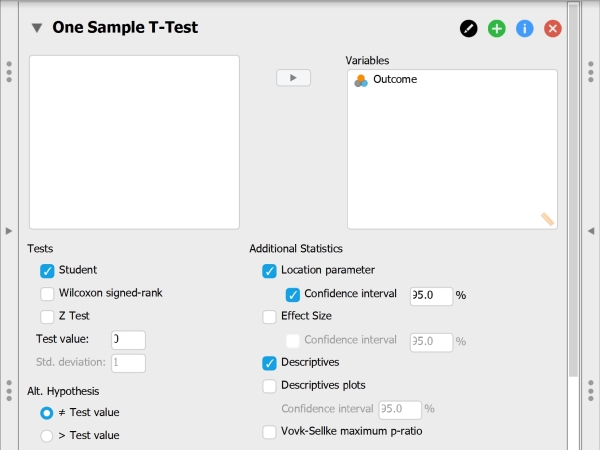 One Sample T-Test
Variables
Outcome
Tests
Student
Wilcoxon signed-rank
Z Test
Test value: 0
Std. deviation: 1
Alt. Hypothesis
≠ Test value
> Test value
Additional Statistics
Location parameter
Confidence interval 95.0 %
Effect Size
Confidence interval 95.0 %
Descriptives
Descriptives plots
Confidence interval 95.0 %
Vovk-Sellke maximum p-ratio